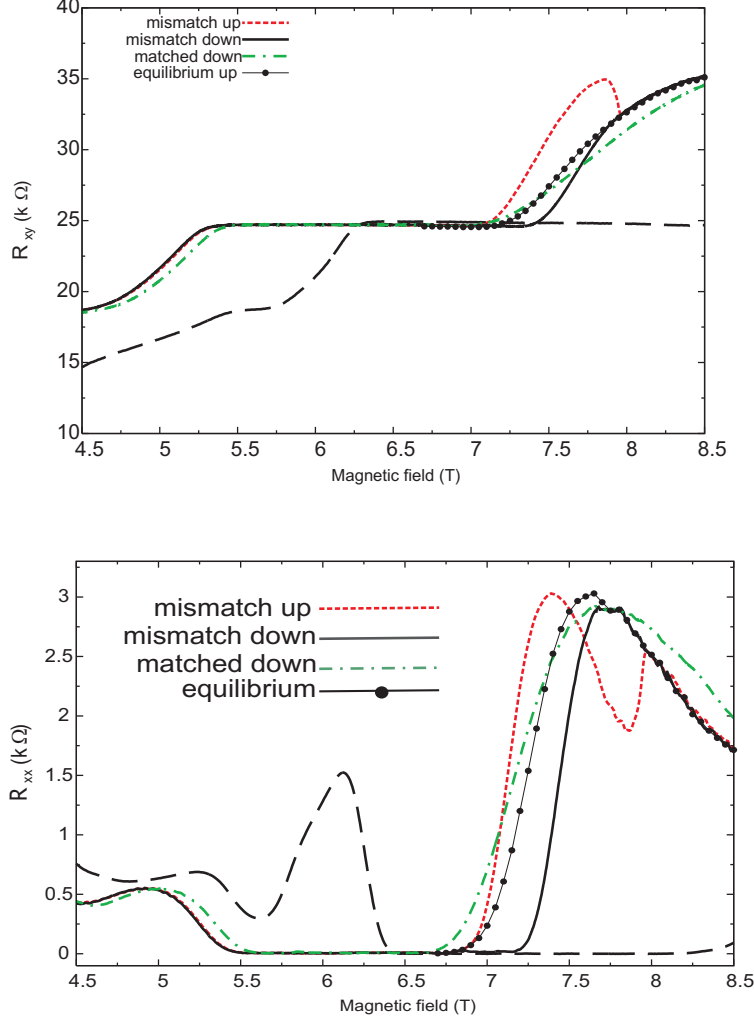 40
35
30
25
20
15
10
R xy (k Ω)
mismatch up
mismatch down
matched down
equilibrium up
4.5 5 5.5 6 6.5 7 7.5 8 8.5
Magnetic field (T)
3
2.5
2
1.5
1
0.5
0
R xx (k Ω)
mismatch up
mismatch down
matched down
equilibrium
4.5 5 5.5 6 6.5 7 7.5 8 8.5
Magnetic field (T)